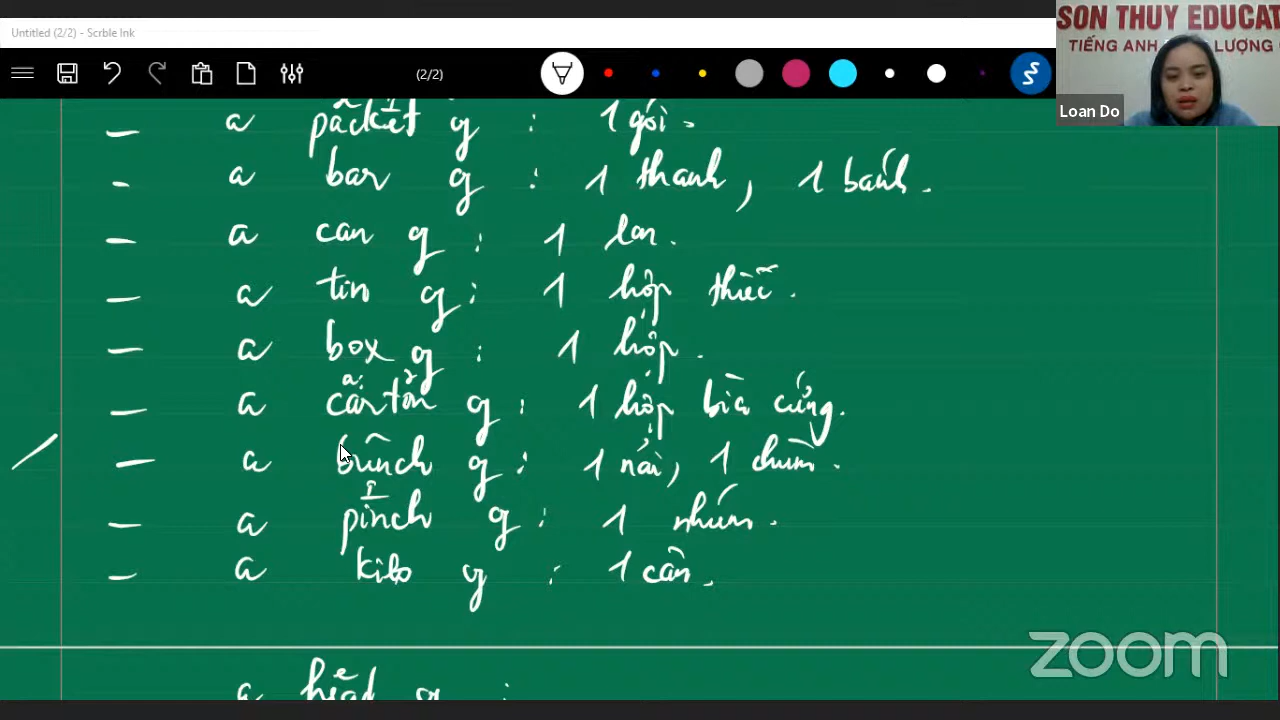 Untitled (2/2) - Scrble Ink
(2/2)
SON THUY EDUCAT
TIẾNG ANH LƯỢNG
Loan Do
- a packet of : 1 gói.
- a bar of : 1 thanh, 1 bánh.
- a can of : 1 lon.
- a tin of : 1 hộp thiếc.
- a box of : 1 hộp.
- a carton of : 1 hộp bìa cứng.
- a bunch of : 1 nải, 1 chùm.
- a pinch of : 1 nhúm.
- a kilo of : 1 cân.
a head of :
zoom